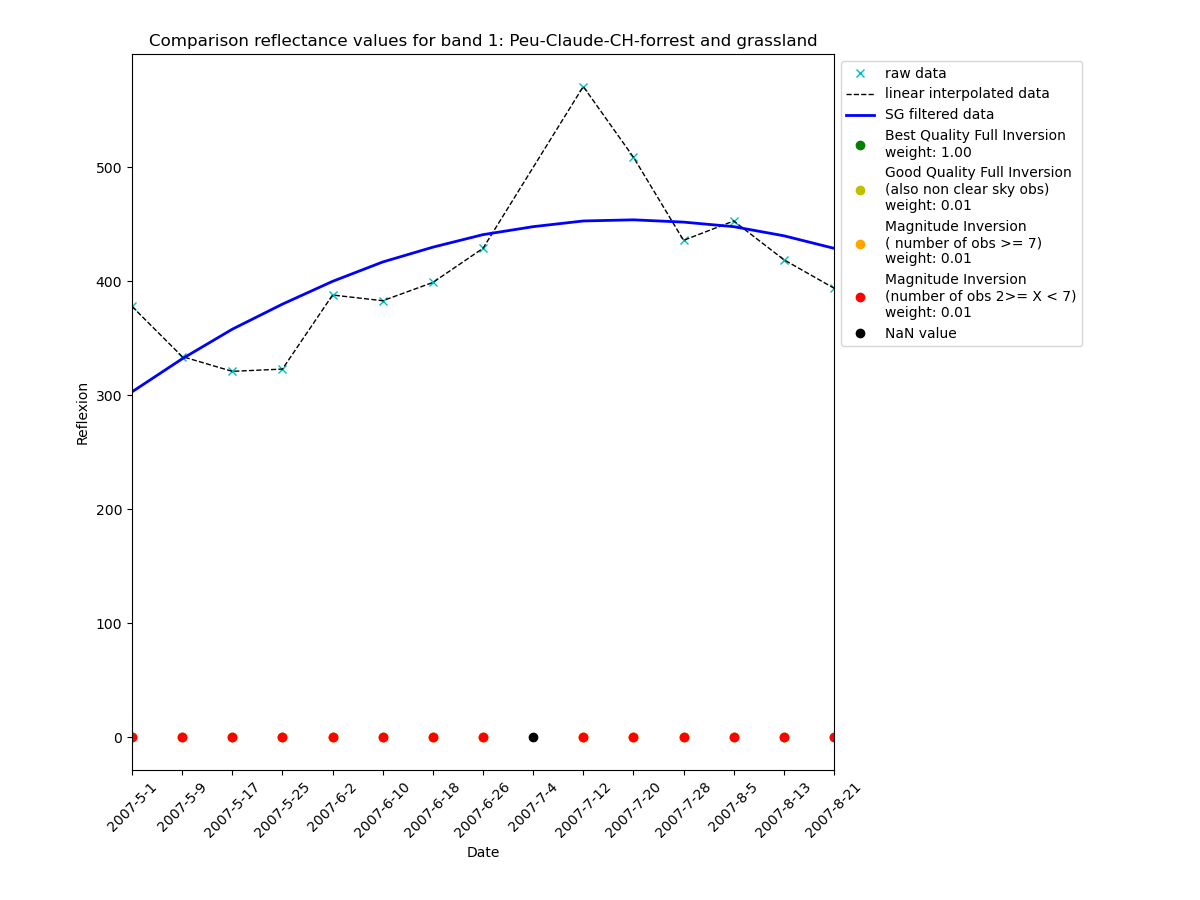 Comparison reflectance values for band 1: Peu-Claude-CH-forrest and grassland
raw data
linear interpolated data
SG filtered data
Best Quality Full Inversion
weight: 1.00
Good Quality Full Inversion
(also non clear sky obs)
weight: 0.01
Magnitude Inversion
( number of obs >= 7)
weight: 0.01
Magnitude Inversion
(number of obs 2>= X < 7)
weight: 0.01
NaN value
Reflexion
500
400
300
200
100
0
2007-5-1
2007-5-9
2007-5-17
2007-5-25
2007-6-2
2007-6-10
2007-6-18
2007-6-26
2007-7-4
2007-7-12
2007-7-20
2007-7-28
2007-8-5
2007-8-13
2007-8-21
Date